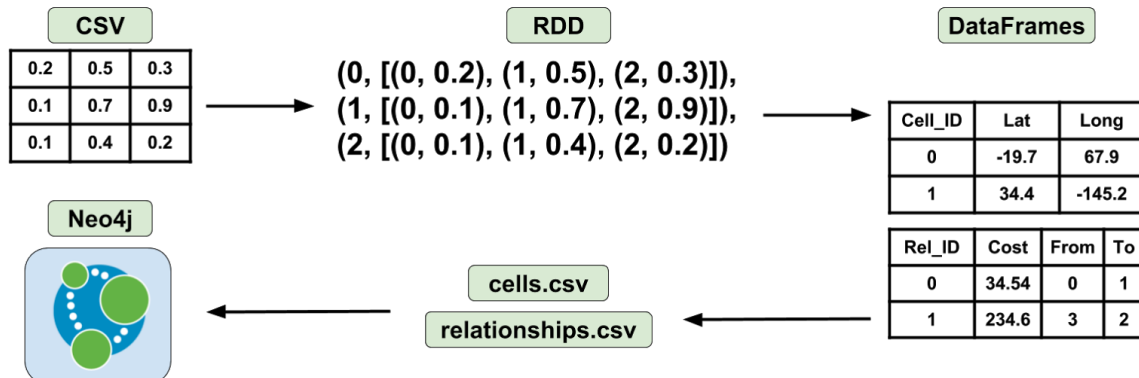 CSV
0.2 0.5 0.3
0.1 0.7 0.9
0.1 0.4 0.2
RDD
(0, [(0, 0.2), (1, 0.5), (2, 0.3)]),
(1, [(0, 0.1), (1, 0.7), (2, 0.9)]),
(2, [(0, 0.1), (1, 0.4), (2, 0.2)])
DataFrames
Cell_ID Lat Long
0 -19.7 67.9
1 34.4 -145.2
Rel_ID Cost From To
0 34.54 0 1
1 234.6 3 2
cells.csv
relationships.csv
Neo4j